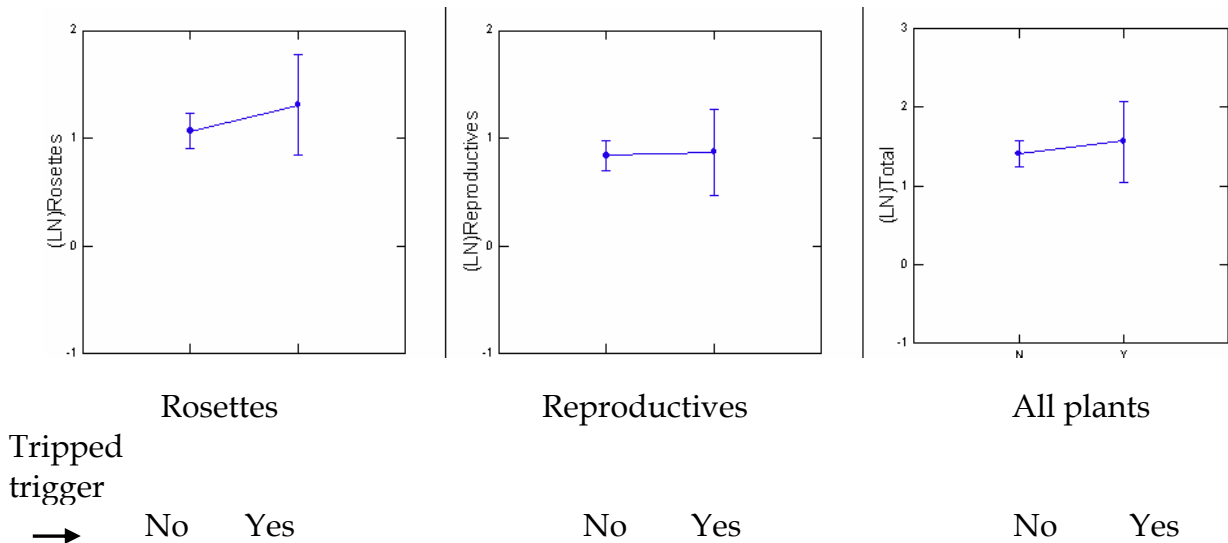 2
1
0
-1
(LN)Rosettes
2
1
0
-1
(LN)Reproductives
3
2
1
0
-1
(LN)Total
N Y
Rosettes Reproductives All plants
Tripped
trigger
No Yes No Yes No Yes